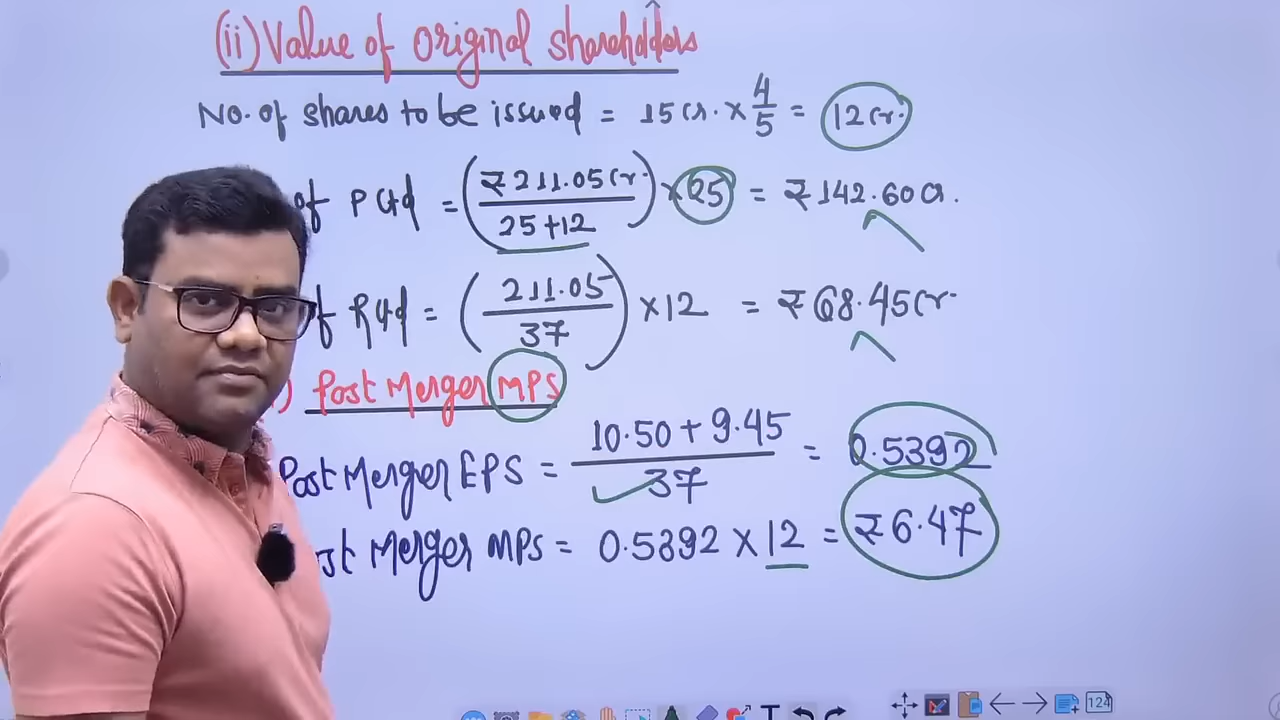 (ii) Value of original shareholders
No. of shares to be issued = 15 Cr. × 4/5 = 12 Cr.
of P Ltd = (₹211.05 Cr. / 25+12) × 25 = ₹142.60 Cr.
of R Ltd = (211.05 / 37) × 12 = ₹68.45 Cr.
) Post Merger MPS
Post Merger EPS = 10.50 + 9.45 / 37 = 0.5392
ost Merger MPS = 0.5392 × 12 = ₹6.47
124